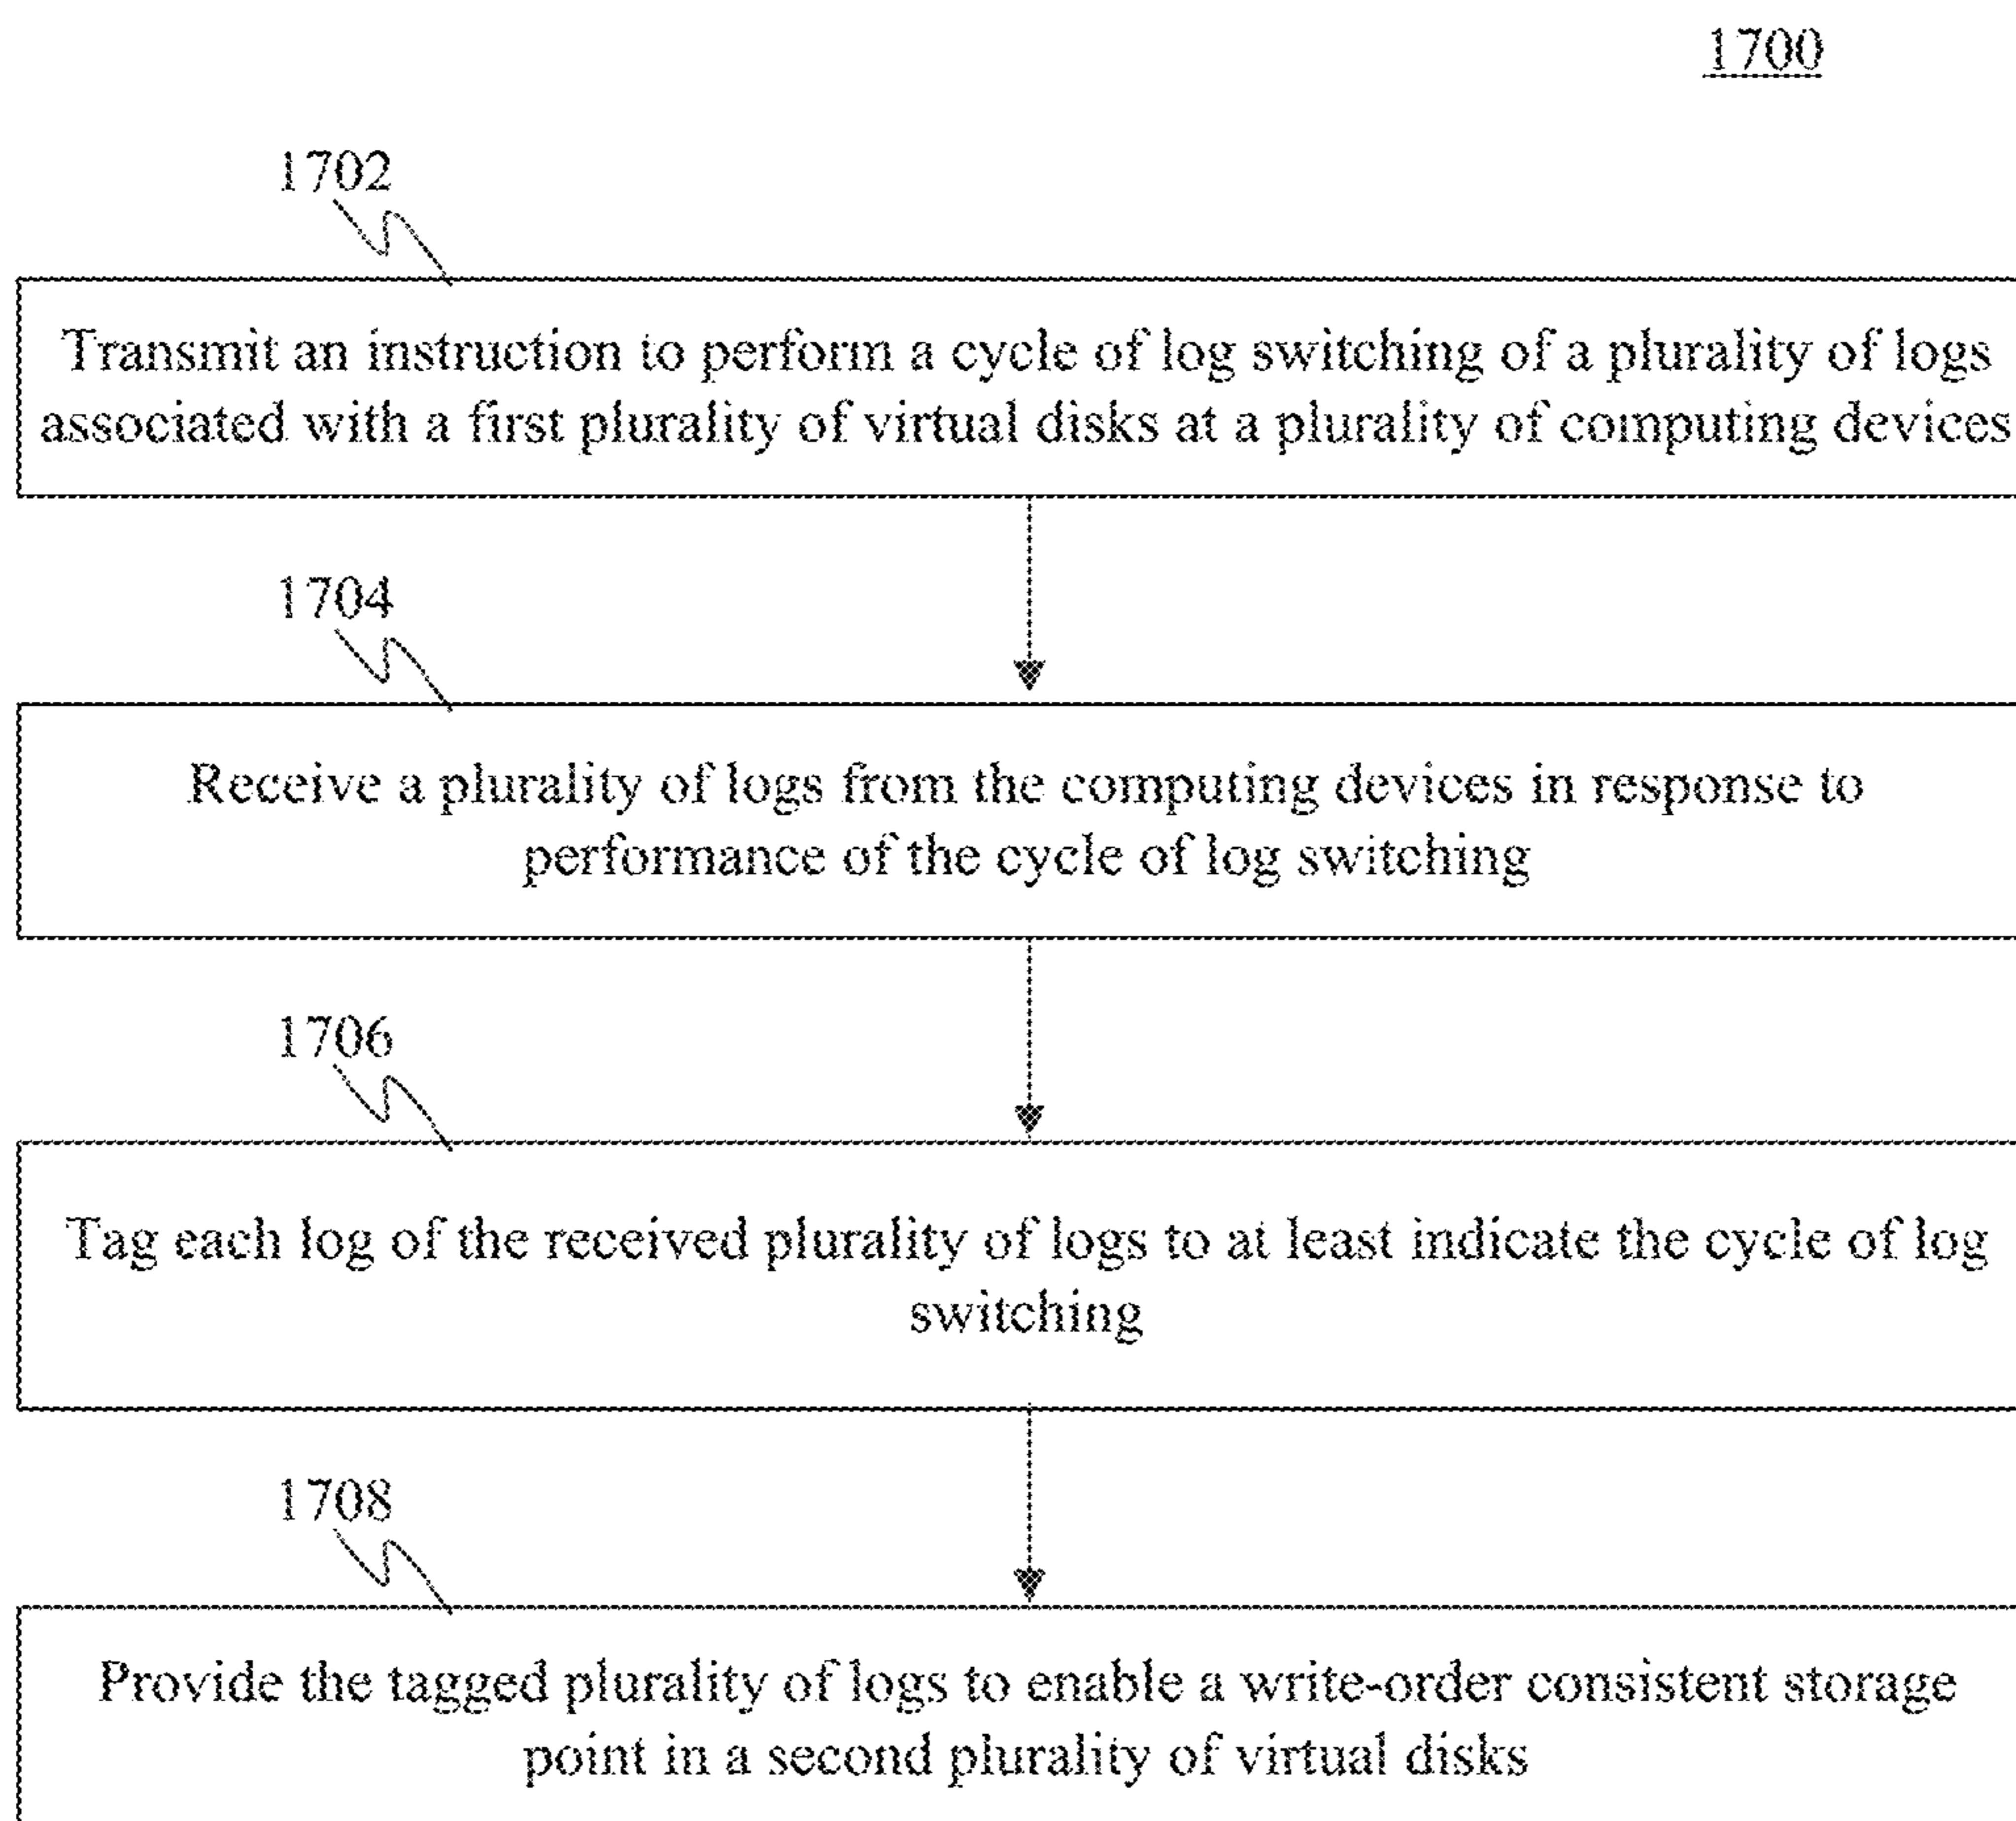 1700
1702
Transmit an instruction to perform a cycle of log switching of a plurality of logs
associated with a first plurality of virtual disks at a plurality of computing devices
1704
Receive a plurality of logs from the computing devices in response to
performance of the cycle of log switching
1706
Tag each log of the received plurality of logs to at least indicate the cycle of log
switching
1708
Provide the tagged plurality of logs to enable a write-order consistent storage
point in a second plurality of virtual disks